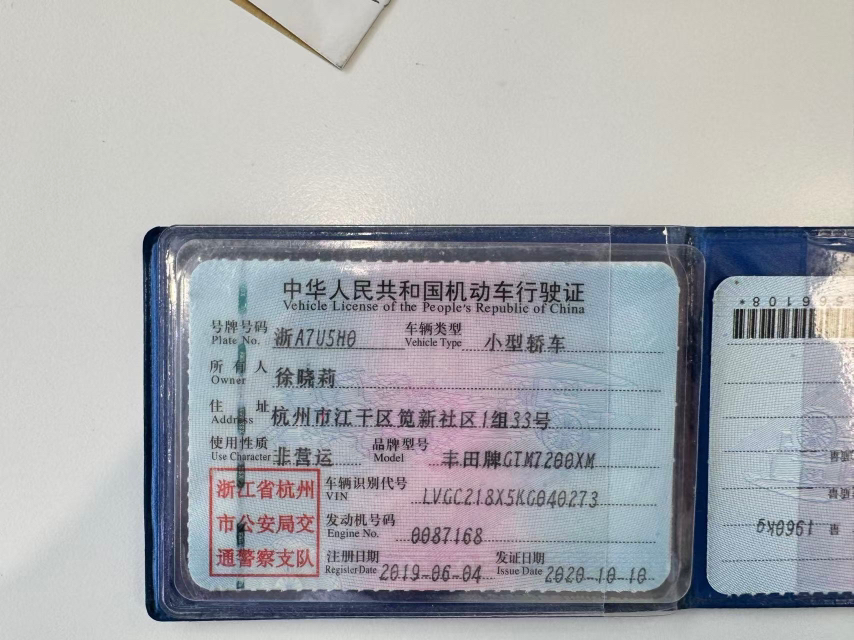 中华人民共和国机动车行驶证
Vehicle License of the People's Republic of China
号牌号码 浙A7U5H0 车辆类型 小型轿车
Plate No. Vehicle Type
所有人 徐晓莉
Owner
住址 杭州市江干区笕新社区1组33号
Address
使用性质 非营运 品牌型号 丰田牌GTM7200XM
Use Character Model
浙江省杭州
市公安局交
通警察支队
车辆识别代号 LVGC218X5KG040273
VIN
发动机号码 0087168
Engine No.
注册日期 2019-06-04 发证日期 2020-10-10
Register Date Issue Date
1960kg